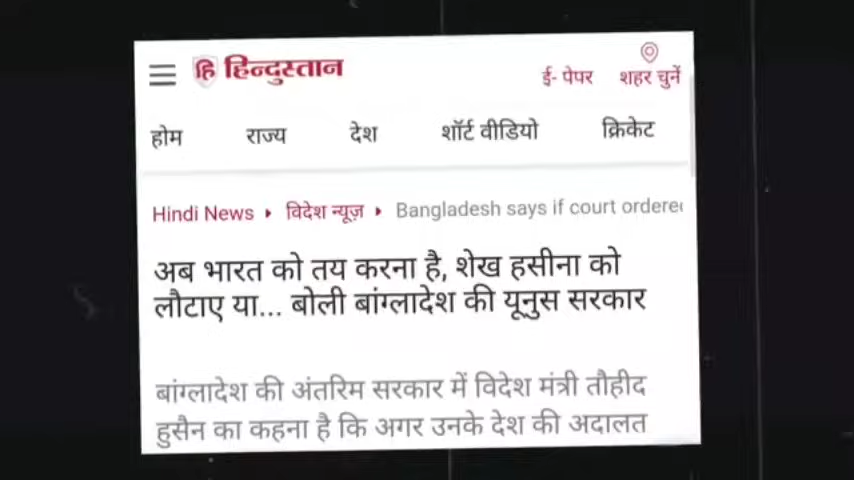 हि हिन्दुस्तान
ई- पेपर
शहर चुनें
होम राज्य देश शॉर्ट वीडियो क्रिकेट
Hindi News ▸ विदेश न्यूज़ ▸ Bangladesh says if court ordered
अब भारत को तय करना है, शेख हसीना को
लौटाए या... बोली बांग्लादेश की यूनुस सरकार
बांग्लादेश की अंतरिम सरकार में विदेश मंत्री तौहीद
हुसैन का कहना है कि अगर उनके देश की अदालत